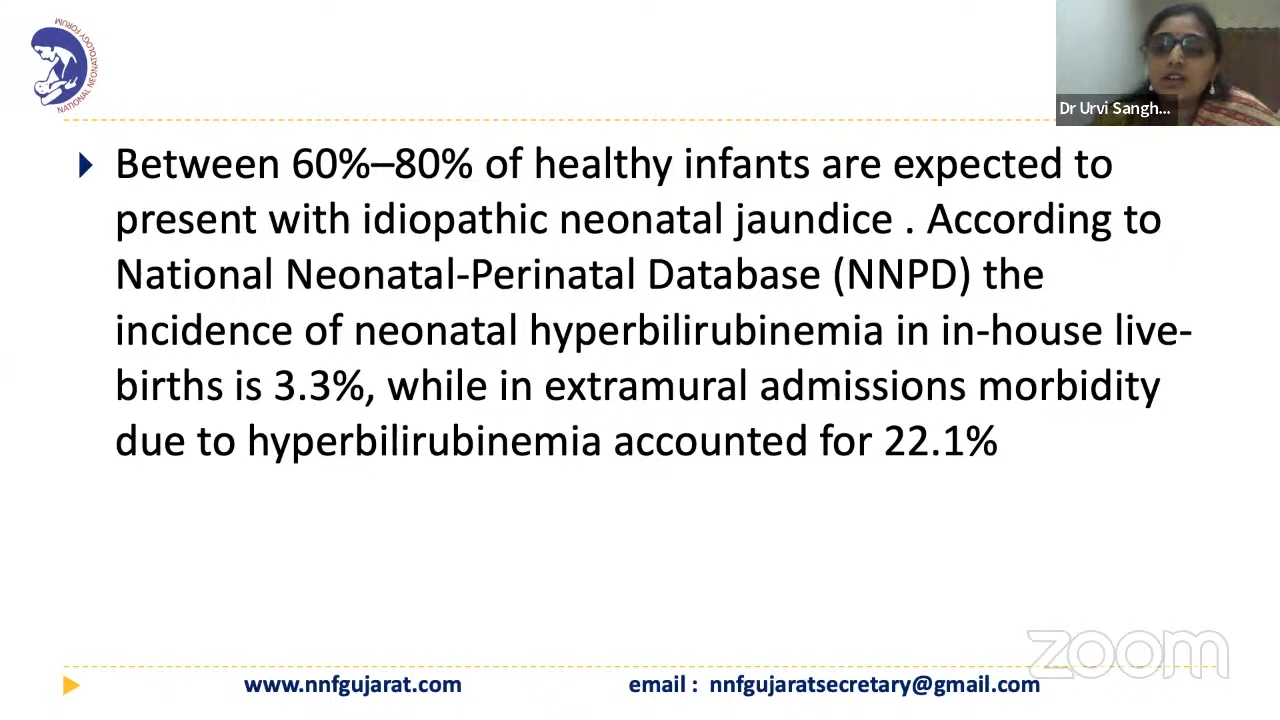 NATIONAL NEONATOLOGY FORUM
Dr Urvi Sangh...
Between 60%–80% of healthy infants are expected to
present with idiopathic neonatal jaundice . According to
National Neonatal-Perinatal Database (NNPD) the
incidence of neonatal hyperbilirubinemia in in-house live-
births is 3.3%, while in extramural admissions morbidity
due to hyperbilirubinemia accounted for 22.1%
zoom
www.nnfgujarat.com email : nnfgujaratsecretary@gmail.com